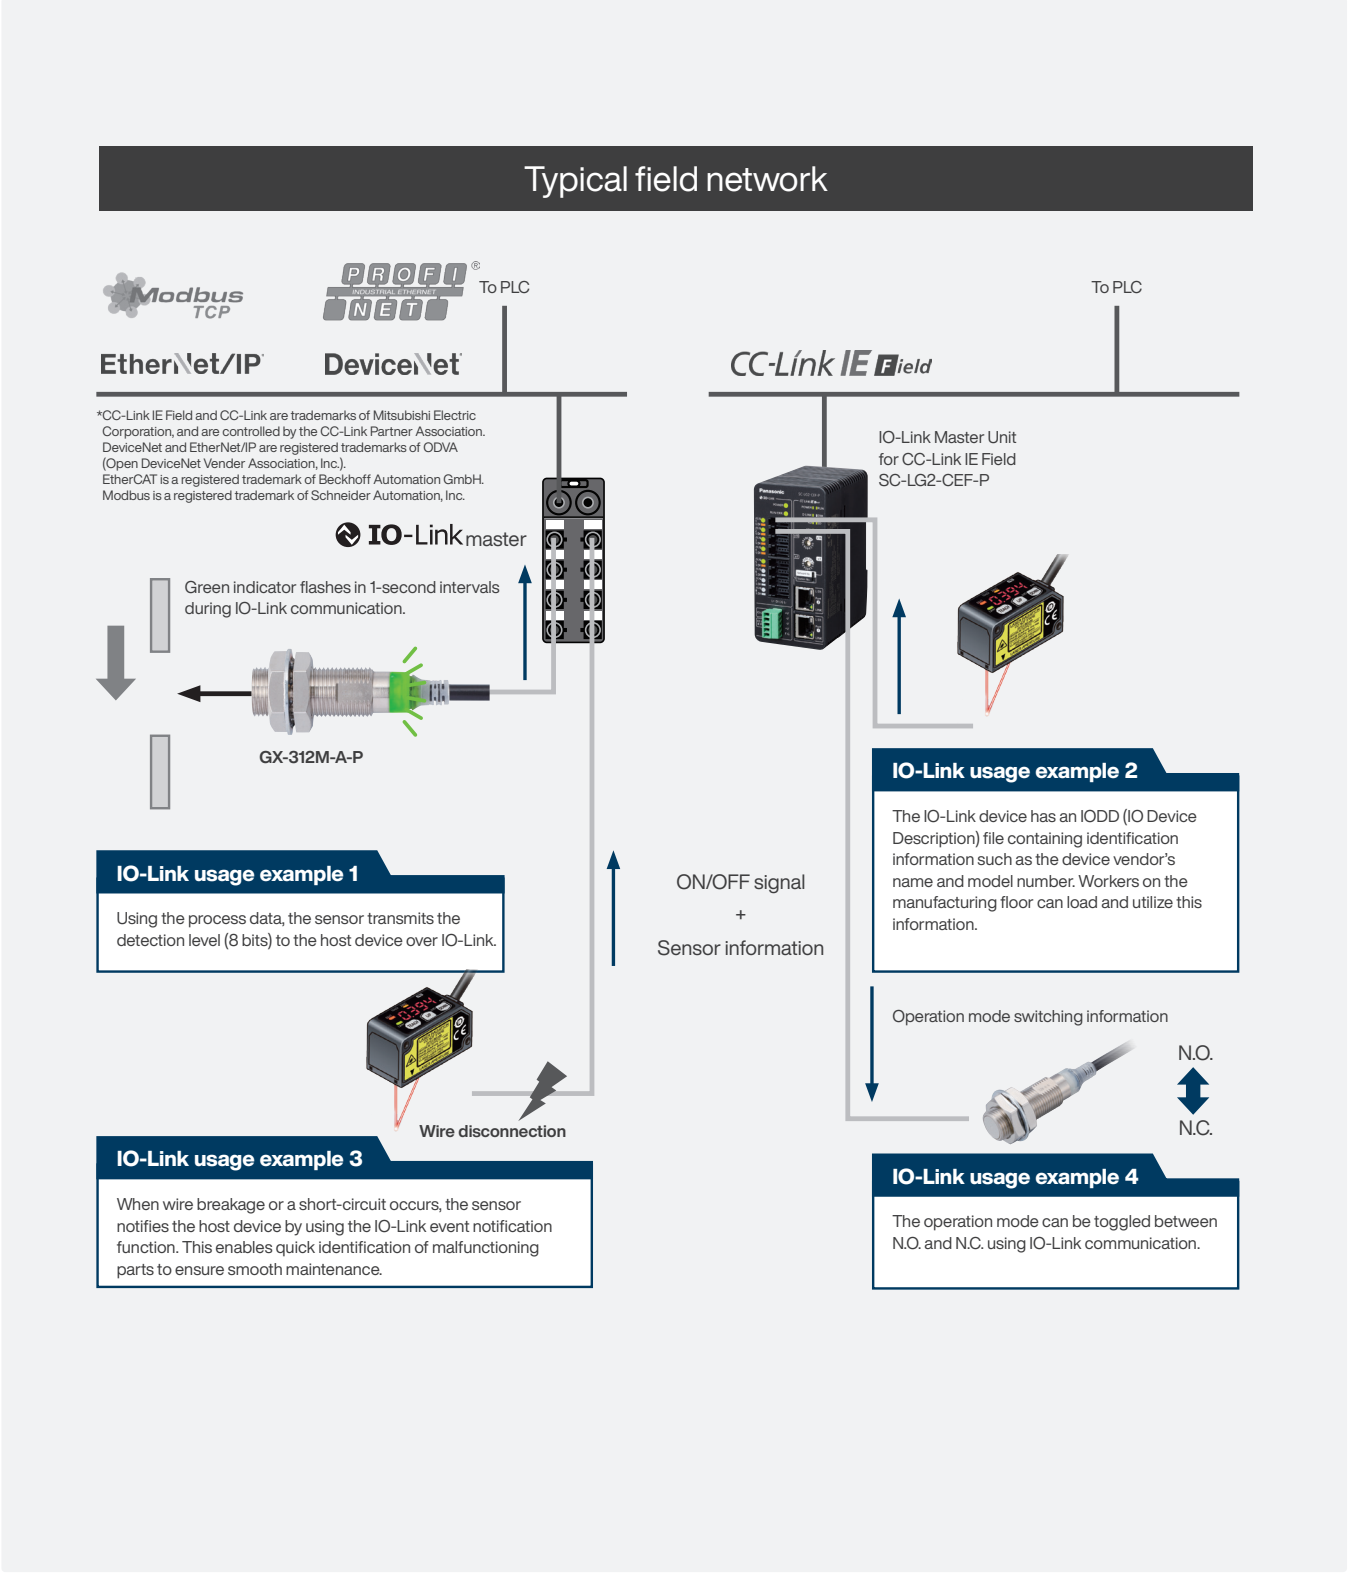 Typical field network
Modbus
TCP
PROFI
INDUSTRIAL ETHERNET
NET
®
To PLC
EtherNet/IP
DeviceNet
*CC-Link IE Field and CC-Link are trademarks of Mitsubishi Electric
Corporation, and are controlled by the CC-Link Partner Association.
DeviceNet and EtherNet/IP are registered trademarks of ODVA
(Open DeviceNet Vender Association, Inc.).
EtherCAT is a registered trademark of Beckhoff Automation GmbH.
Modbus is a registered trademark of Schneider Automation, Inc.
IO-Link master
Green indicator flashes in 1-second intervals
during IO-Link communication.
GX-312M-A-P
IO-Link usage example 1
Using the process data, the sensor transmits the
detection level (8 bits) to the host device over IO-Link.
0.394
CE
Wire disconnection
IO-Link usage example 3
When wire breakage or a short-circuit occurs, the sensor
notifies the host device by using the IO-Link event notification
function. This enables quick identification of malfunctioning
parts to ensure smooth maintenance.
ON/OFF signal
+
Sensor information
To PLC
CC-Link IE Field
IO-Link Master Unit
for CC-Link IE Field
SC-LG2-CEF-P
Panasonic
0.394
CE
IO-Link usage example 2
The IO-Link device has an IODD (IO Device
Description) file containing identification
information such as the device vendor's
name and model number. Workers on the
manufacturing floor can load and utilize this
information.
Operation mode switching information
N.O.
N.C.
IO-Link usage example 4
The operation mode can be toggled between
N.O. and N.C. using IO-Link communication.